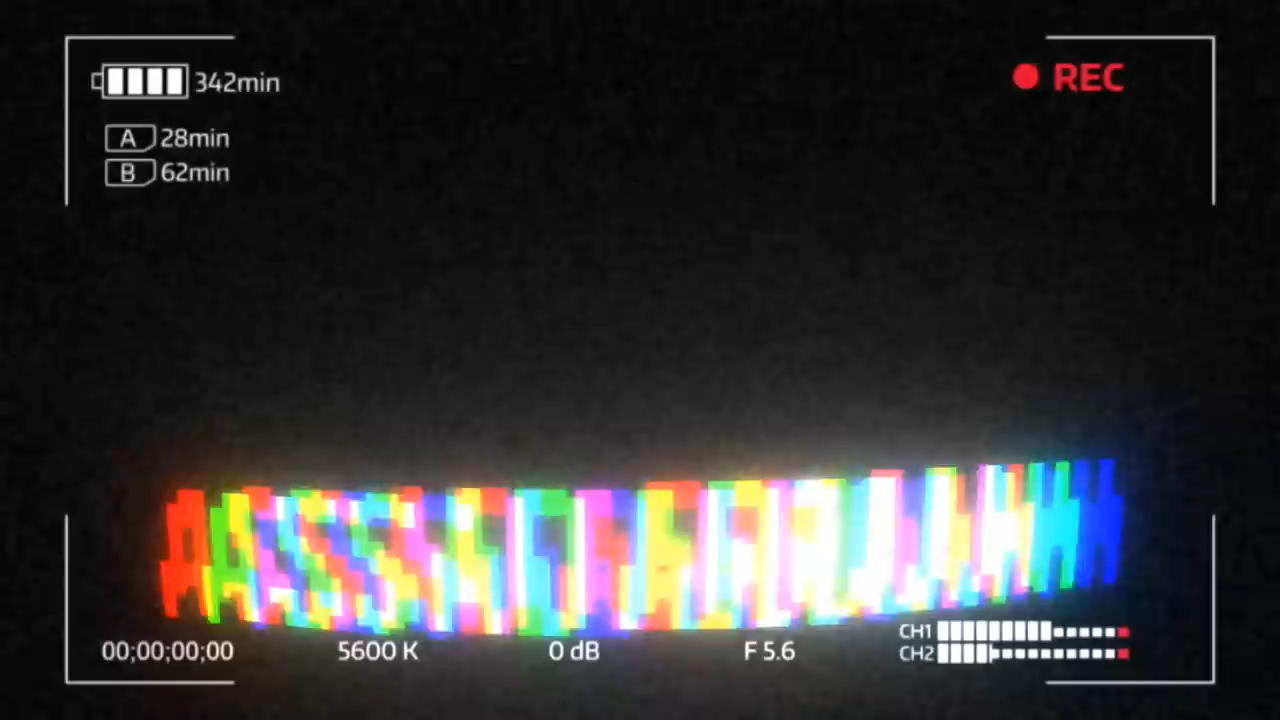 342min
REC
A 28min
B 62min
00;00;00;00
5600 K
0 dB
F 5.6
CH1
CH2